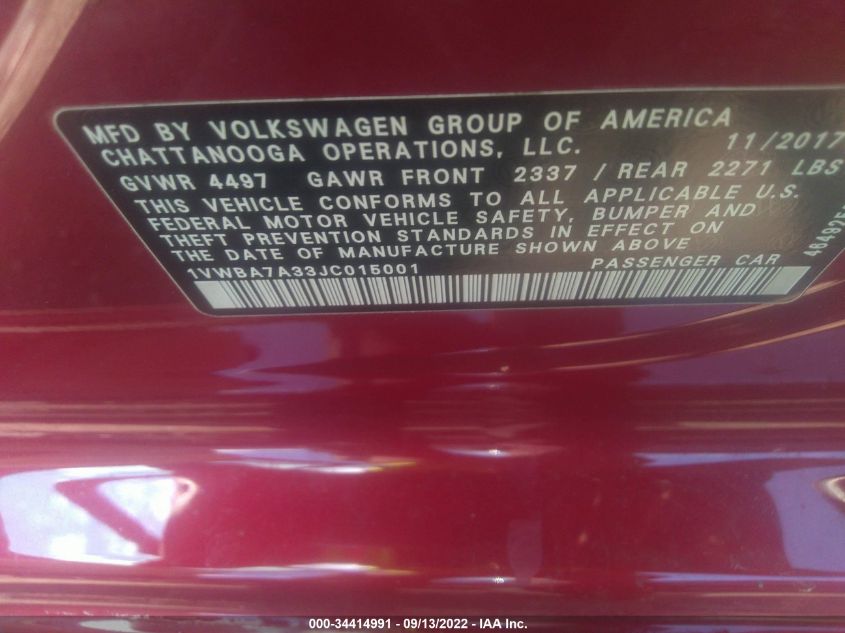 MFD BY VOLKSWAGEN GROUP OF AMERICA
CHATTANOOGA OPERATIONS, LLC. 11/2017
GVWR 4497 GAWR FRONT 2337 / REAR 2271 LBS
THIS VEHICLE CONFORMS TO ALL APPLICABLE U.S.
FEDERAL MOTOR VEHICLE SAFETY, BUMPER AND
THEFT PREVENTION STANDARDS IN EFFECT ON
THE DATE OF MANUFACTURE SHOWN ABOVE
1VWBA7A33JC015001 PASSENGER CAR
000-34414991 - 09/13/2022 - IAA Inc.